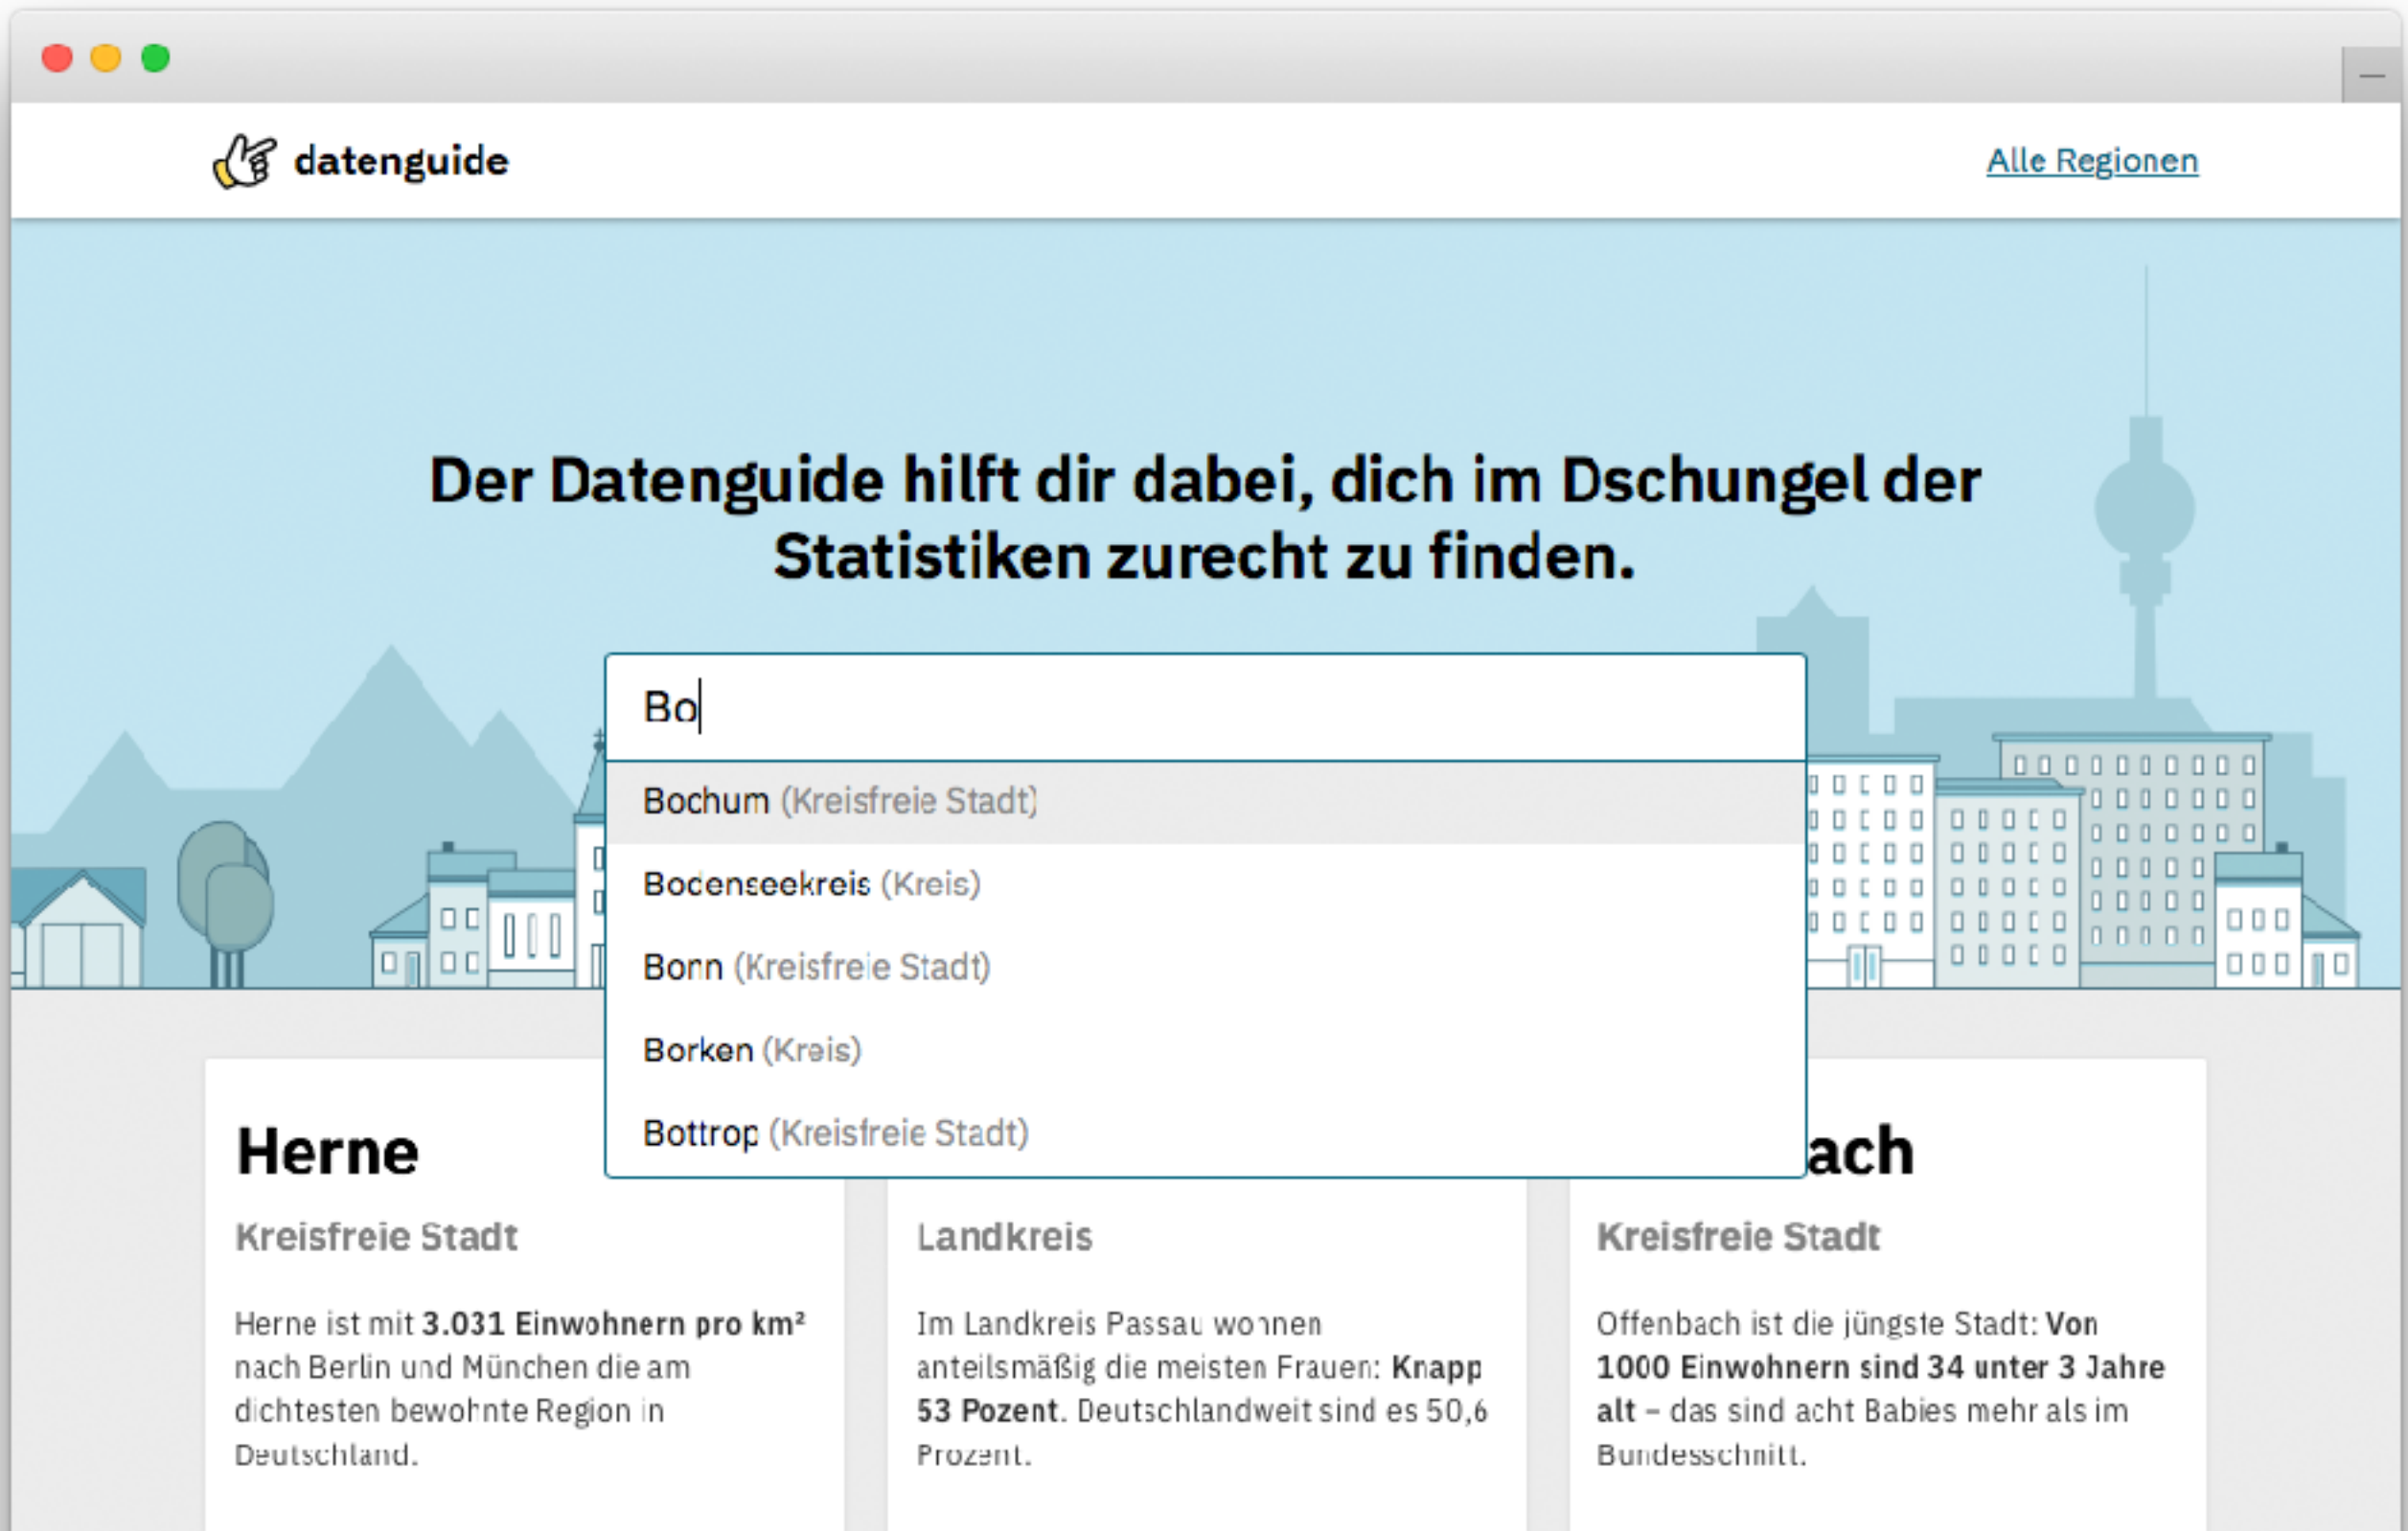 datenguide
Alle Regionen
Der Datenguide hilft dir dabei, dich im Dschungel der
Statistiken zurecht zu finden.
Bo
Bochum (Kreisfreie Stadt)
Bodenseekreis (Kreis)
Bonn (Kreisfreie Stadt)
Borken (Kreis)
Bottrop (Kreisfreie Stadt)
Herne
Kreisfreie Stadt
Herne ist mit 3.031 Einwohnern pro km²
nach Berlin und München die am
dichtesten bewohnte Region in
Deutschland.
Landkreis
Im Landkreis Passau wohnen
anteilsmäßig die meisten Frauen: Knapp
53 Pozent. Deutschlandweit sind es 50,6
Prozent.
ach
Kreisfreie Stadt
Offenbach ist die jüngste Stadt: Von
1000 Einwohnern sind 34 unter 3 Jahre
alt – das sind acht Babies mehr als im
Bundesschnitt.